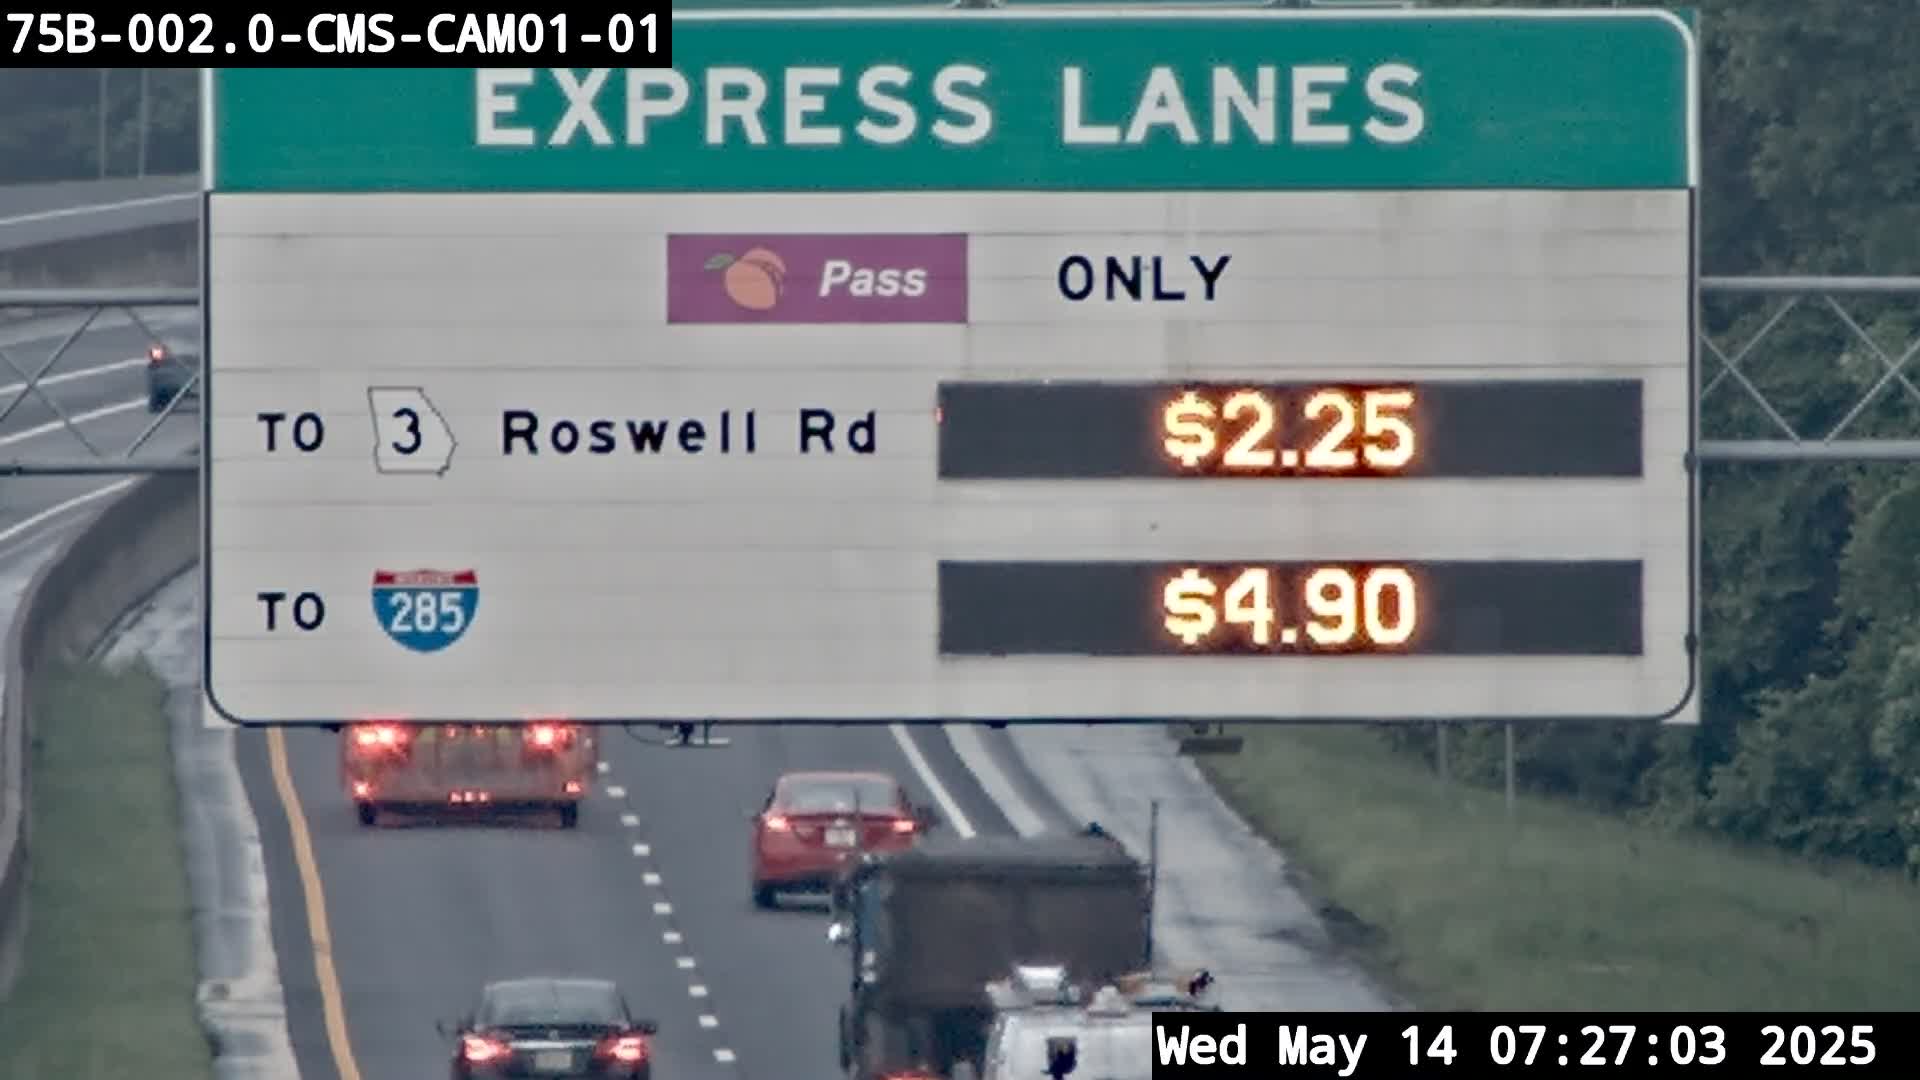 75B-002.0-CMS-CAM01-01
EXPRESS LANES
Pass ONLY
TO 3 Roswell Rd $2.25
TO 285 $4.90
Wed May 14 07:27:03 2025